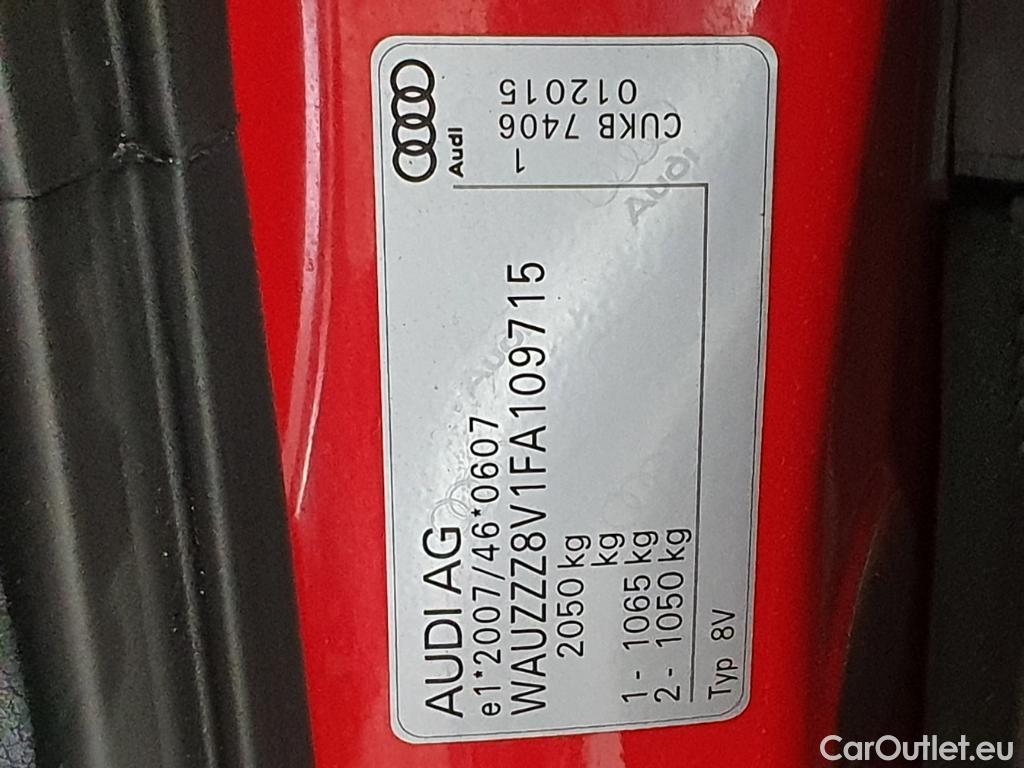 AUDI AG
e1*2007/46*0607
WAUZZZ8V1FA109715
2050 kg
kg
1 - 1065 kg
2 - 1050 kg
Typ 8V
Audi
1
CUKB 7406
012015
Audi
Audi
CarOutlet.eu